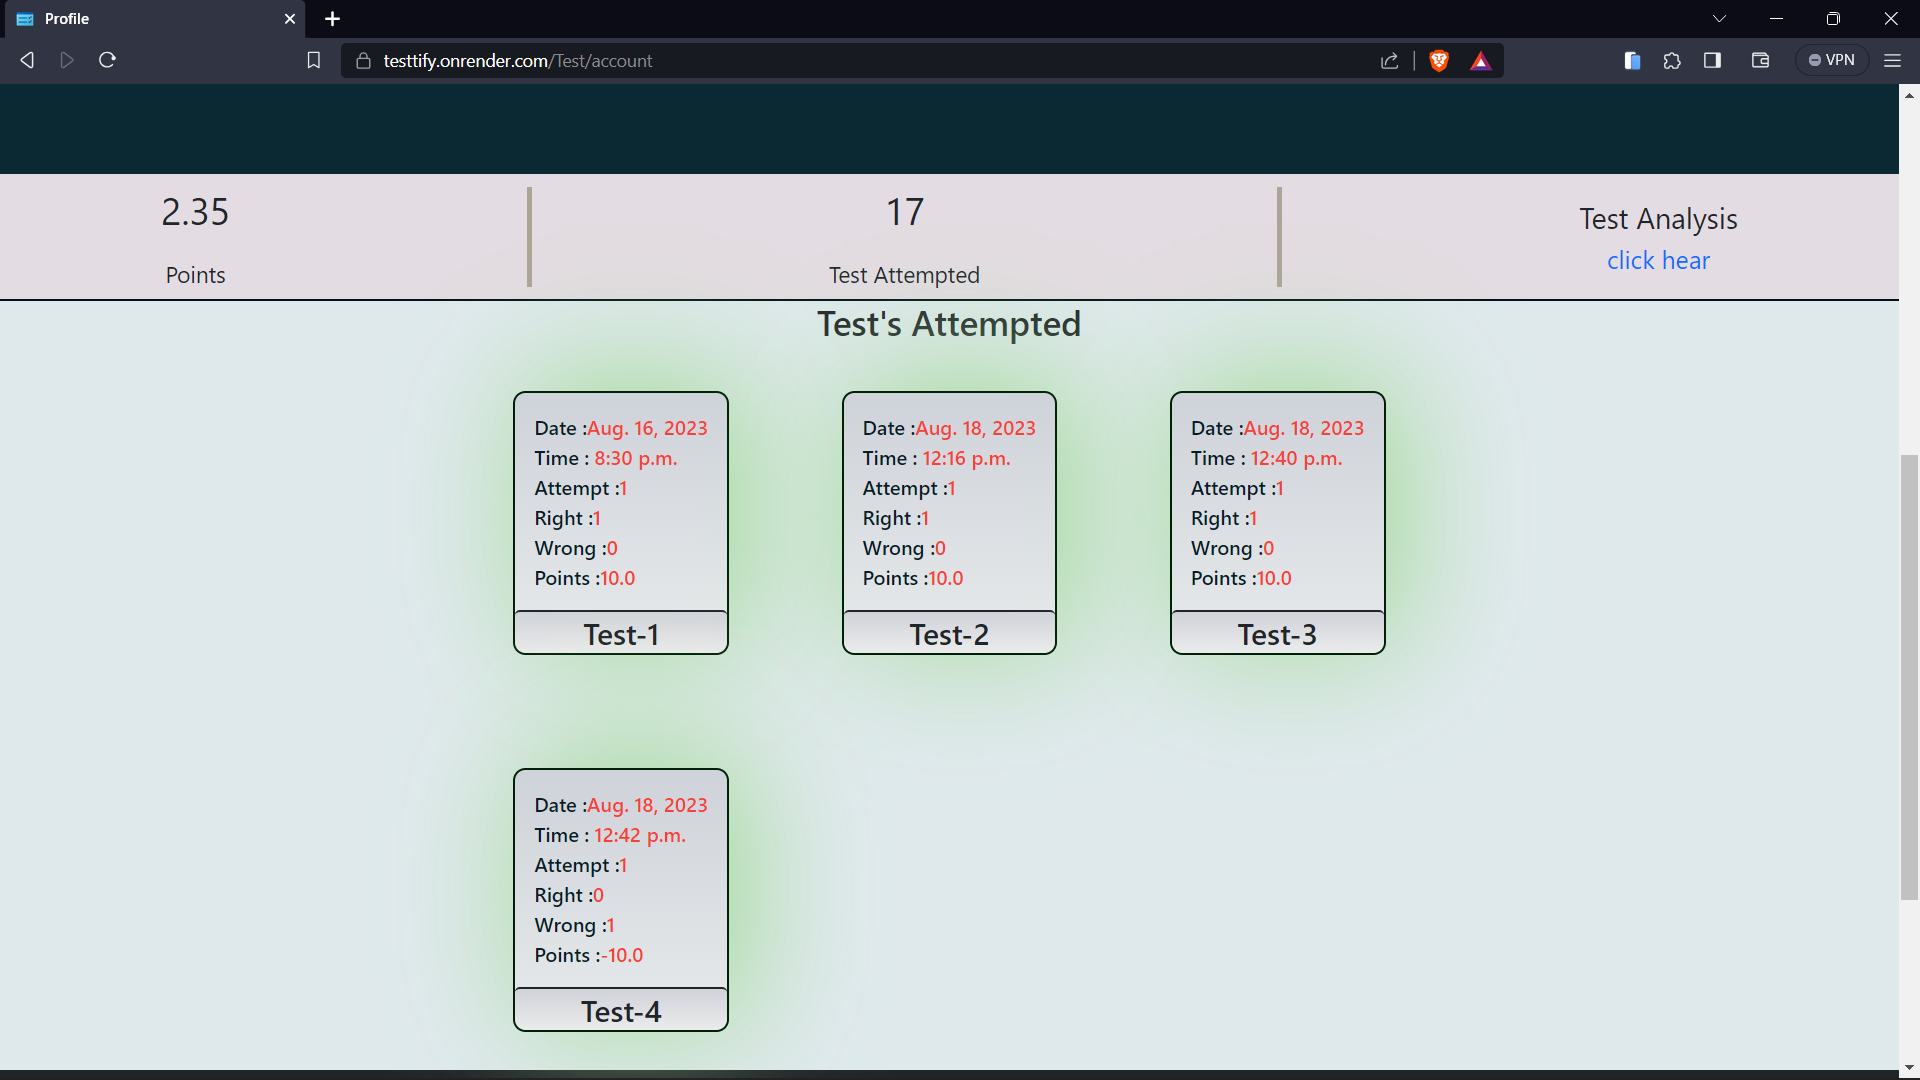 Profile
testtify.onrender.com/Test/account
VPN
2.35
Points
17
Test Attempted
Test Analysis
click hear
Test's Attempted
Date :Aug. 16, 2023
Time : 8:30 p.m.
Attempt :1
Right :1
Wrong :0
Points :10.0
Test-1
Date :Aug. 18, 2023
Time : 12:16 p.m.
Attempt :1
Right :1
Wrong :0
Points :10.0
Test-2
Date :Aug. 18, 2023
Time : 12:40 p.m.
Attempt :1
Right :1
Wrong :0
Points :10.0
Test-3
Date :Aug. 18, 2023
Time : 12:42 p.m.
Attempt :1
Right :0
Wrong :1
Points :-10.0
Test-4